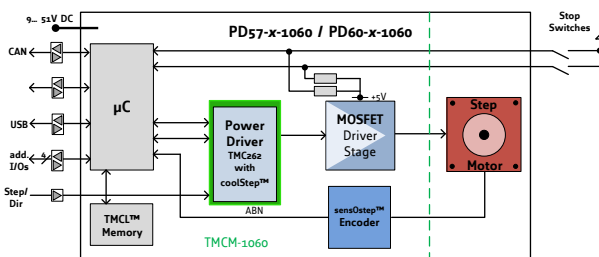 9... 51V DC
PD57-x-1060 / PD60-x-1060
Stop
Switches
CAN
µC
+5V
USB
Power
Driver
TMC262
with
coolStep™
MOSFET
Driver
Stage
Step
Motor
add.
I/Os
4
Step/
Dir
TMCL™
Memory
ABN
sensOstep™
Encoder
TMCM-1060